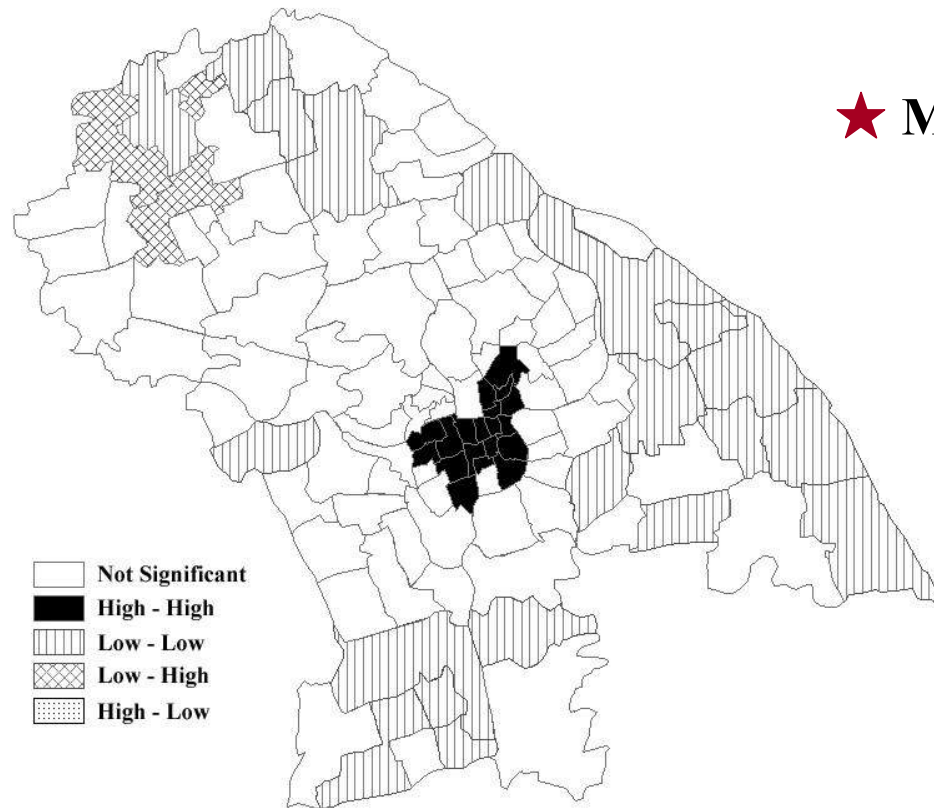 ★ M
Not Significant
High - High
Low - Low
Low - High
High - Low